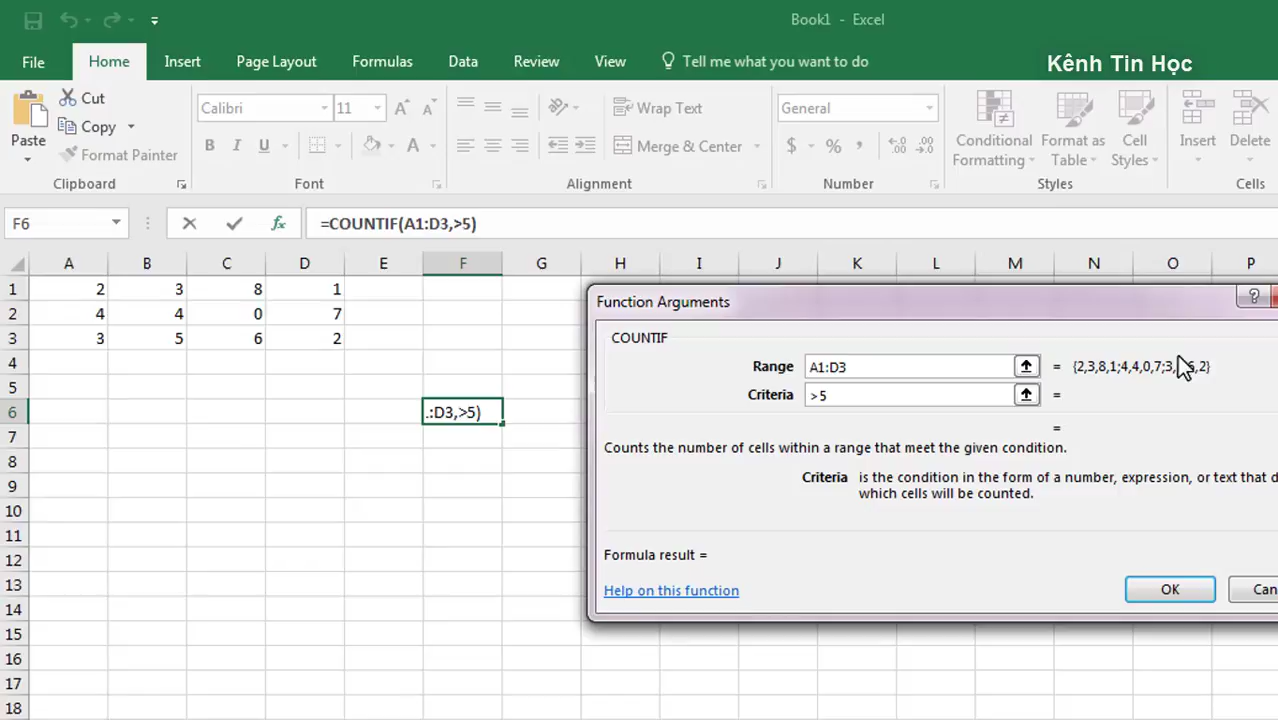 Book1 - Excel
File Home Insert Page Layout Formulas Data Review View Tell me what you want to do
Kênh Tin Học
Paste
Cut
Copy
Format Painter
Clipboard
Calibri 11
B I U
Font
Wrap Text
Merge & Center
Alignment
General
$ % ,
Number
Conditional Formatting
Format as Table
Cell Styles
Styles
Insert
Delete
Cells
F6 fx =COUNTIF(A1:D3,>5)
A B C D E F G H I J K L M N O P
1 2 3 8 1
2 4 4 0 7
3 3 5 6 2
4
5
6 .:D3,>5)
7
8
9
10
11
12
13
14
15
16
17
18
Function Arguments
?
COUNTIF
Range A1:D3 = {2,3,8,1;4,4,0,7;3, 6,2}
Criteria >5 =
=
Counts the number of cells within a range that meet the given condition.
Criteria is the condition in the form of a number, expression, or text that d
which cells will be counted.
Formula result =
Help on this function
OK
Can